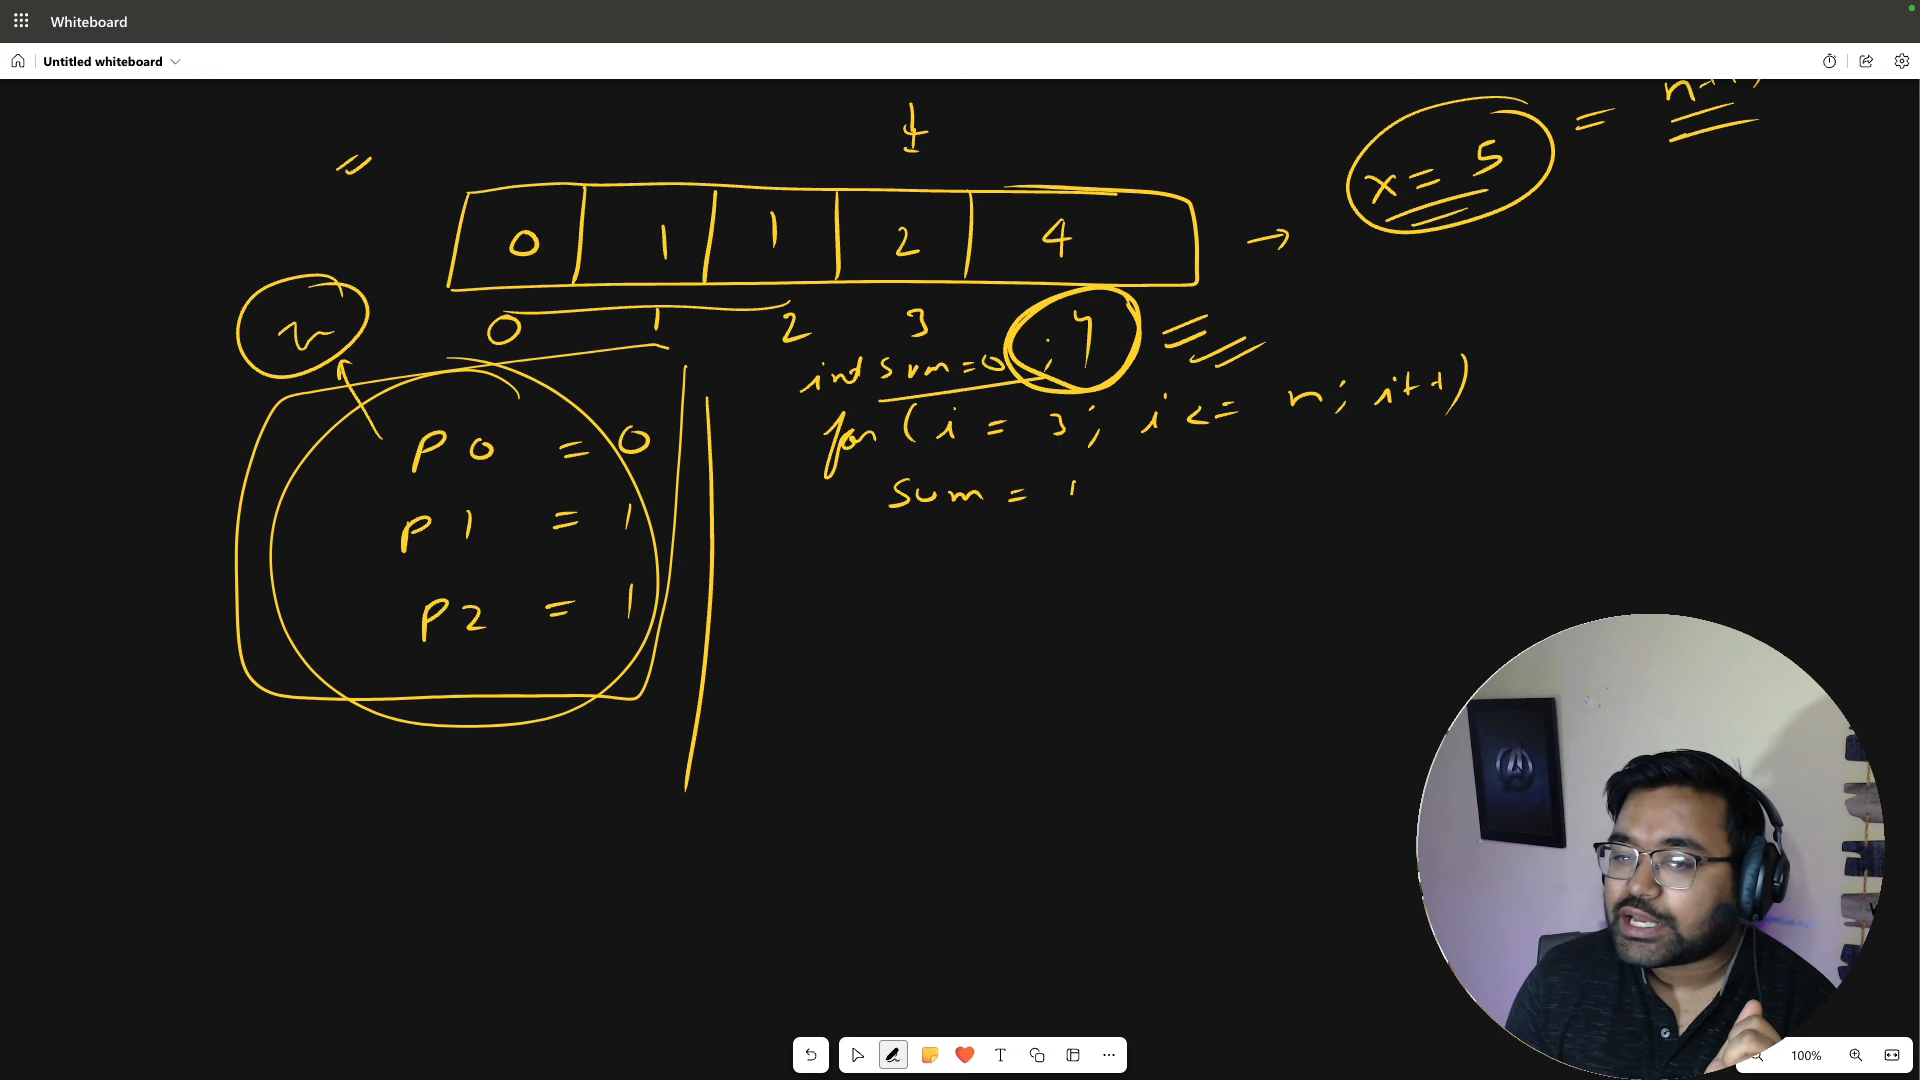 Whiteboard
Untitled whiteboard
x = 5 =
0 1 1 2 4
0 1 2 3 4
int sum = 0;
for (i = 3; i <= n; i++)
sum = 1
n
P0 = 0
P1 = 1
P2 = 1
100%